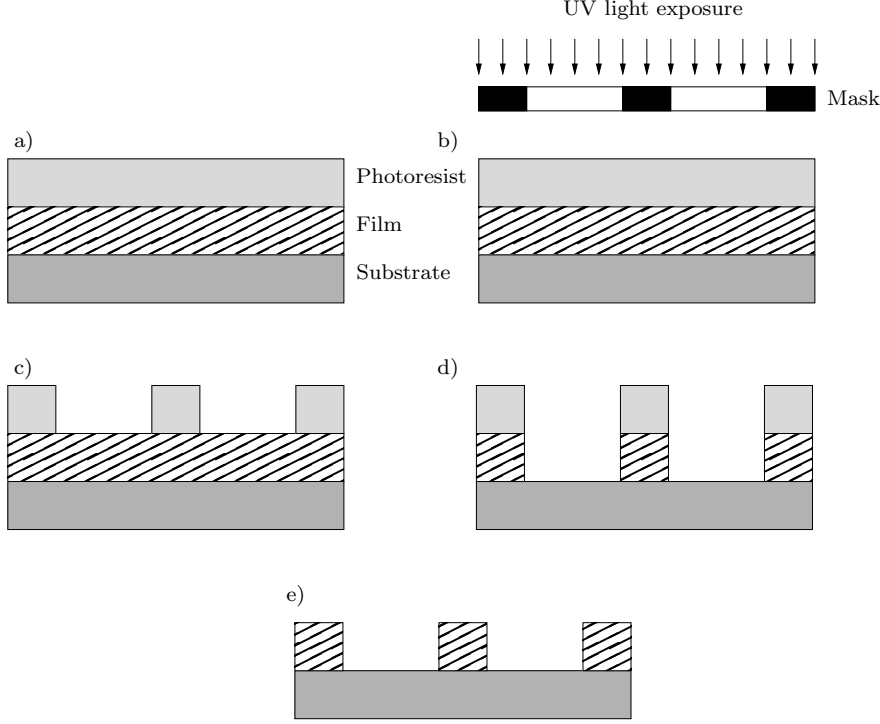 UV light exposure
Mask
a)
b)
Photoresist
Film
Substrate
c)
d)
e)